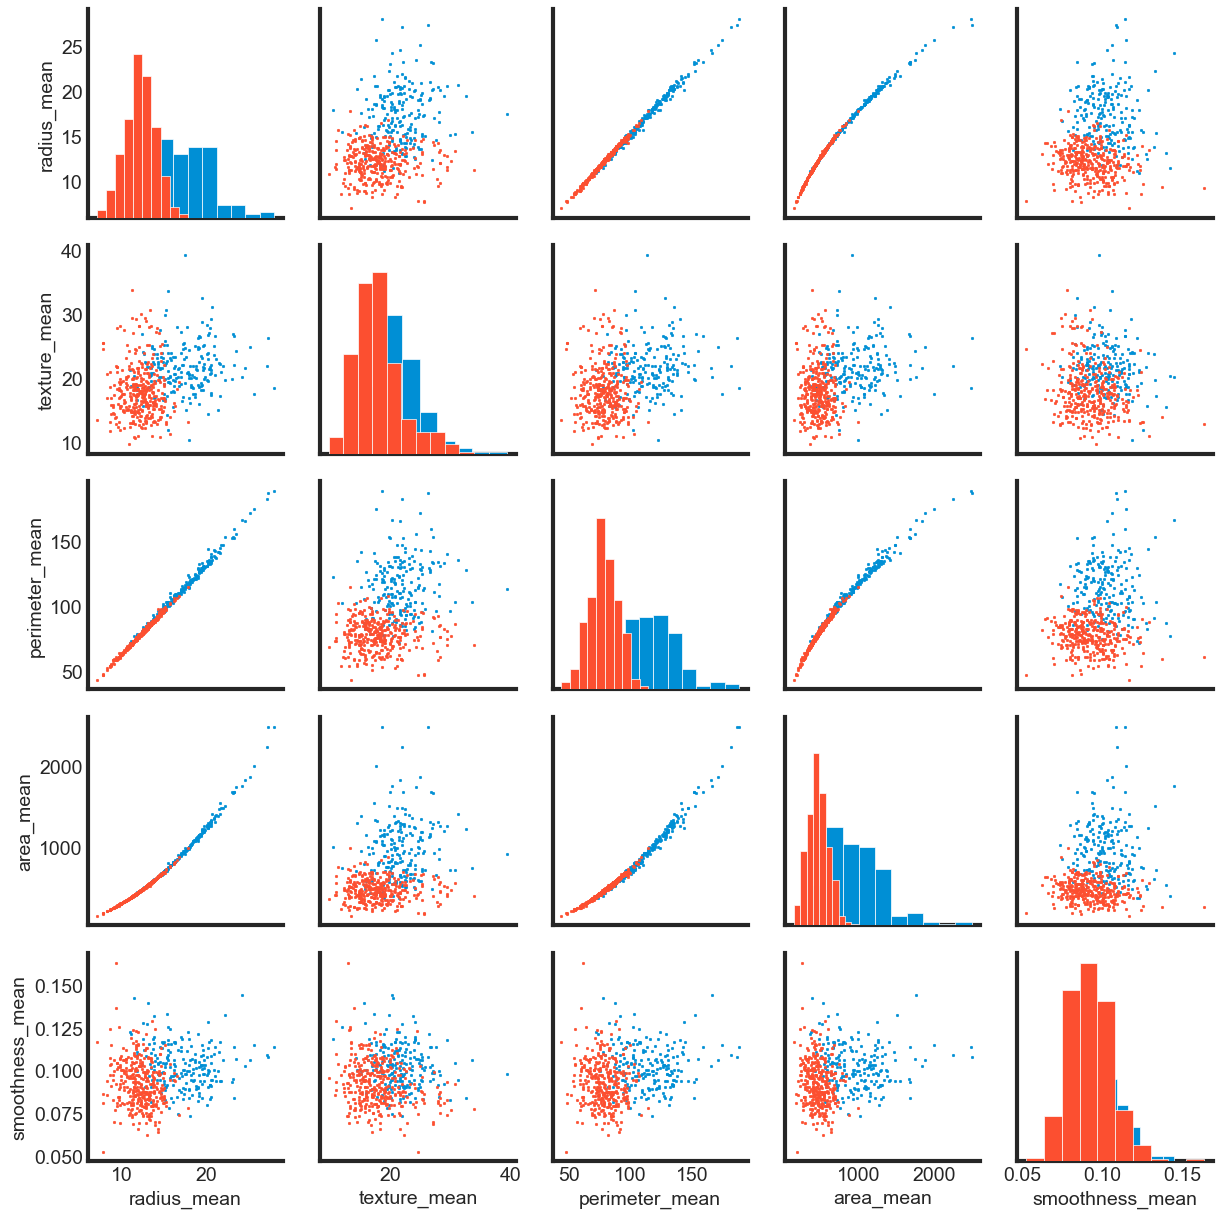 radius_mean
25
20
15
10
texture_mean
40
30
20
10
perimeter_mean
150
100
50
area_mean
2000
1000
smoothness_mean
0.150
0.125
0.100
0.075
0.050
10 20
20 40
50 100 150
1000 2000
0.05 0.10 0.15
radius_mean
texture_mean
perimeter_mean
area_mean
smoothness_mean